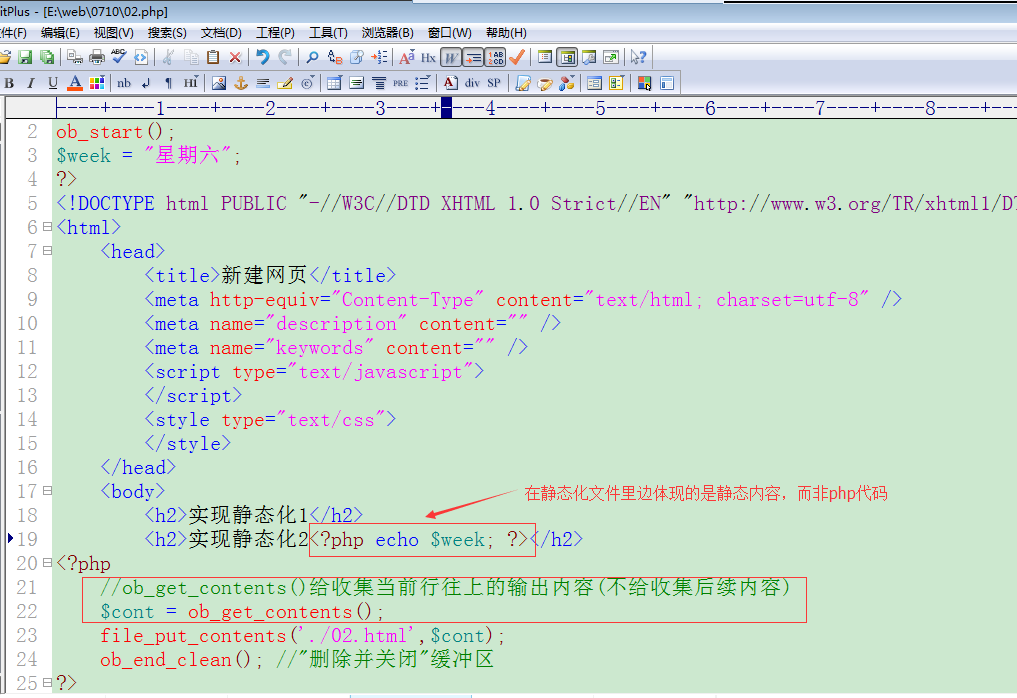 itPlus - [E:\web\0710\02.php]
件(F) 编辑(E) 视图(V) 搜索(S) 文档(D) 工程(P) 工具(T) 浏览器(B) 窗口(W) 帮助(H)
B I U A nb HI Hx W PRE A div SP
----+----1----+----2----+----3----+----4----+----5----+----6----+----7----+----8----+---
2 ob_start();
3 $week = "星期六";
4 ?>
5 <!DOCTYPE html PUBLIC "-//W3C//DTD XHTML 1.0 Strict//EN" "http://www.w3.org/TR/xhtml1/DT
6 <html>
7 <head>
8 <title>新建网页</title>
9 <meta http-equiv="Content-Type" content="text/html; charset=utf-8" />
10 <meta name="description" content="" />
11 <meta name="keywords" content="" />
12 <script type="text/javascript">
13 </script>
14 <style type="text/css">
15 </style>
16 </head>
17 <body>
在静态化文件里边体现的是静态内容，而非php代码
18 <h2>实现静态化1</h2>
19 <h2>实现静态化2<?php echo $week; ?></h2>
20 <?php
21 //ob_get_contents()给收集当前行往上的输出内容(不给收集后续内容)
22 $cont = ob_get_contents();
23 file_put_contents('./02.html',$cont);
24 ob_end_clean(); //"删除并关闭"缓冲区
25 ?>